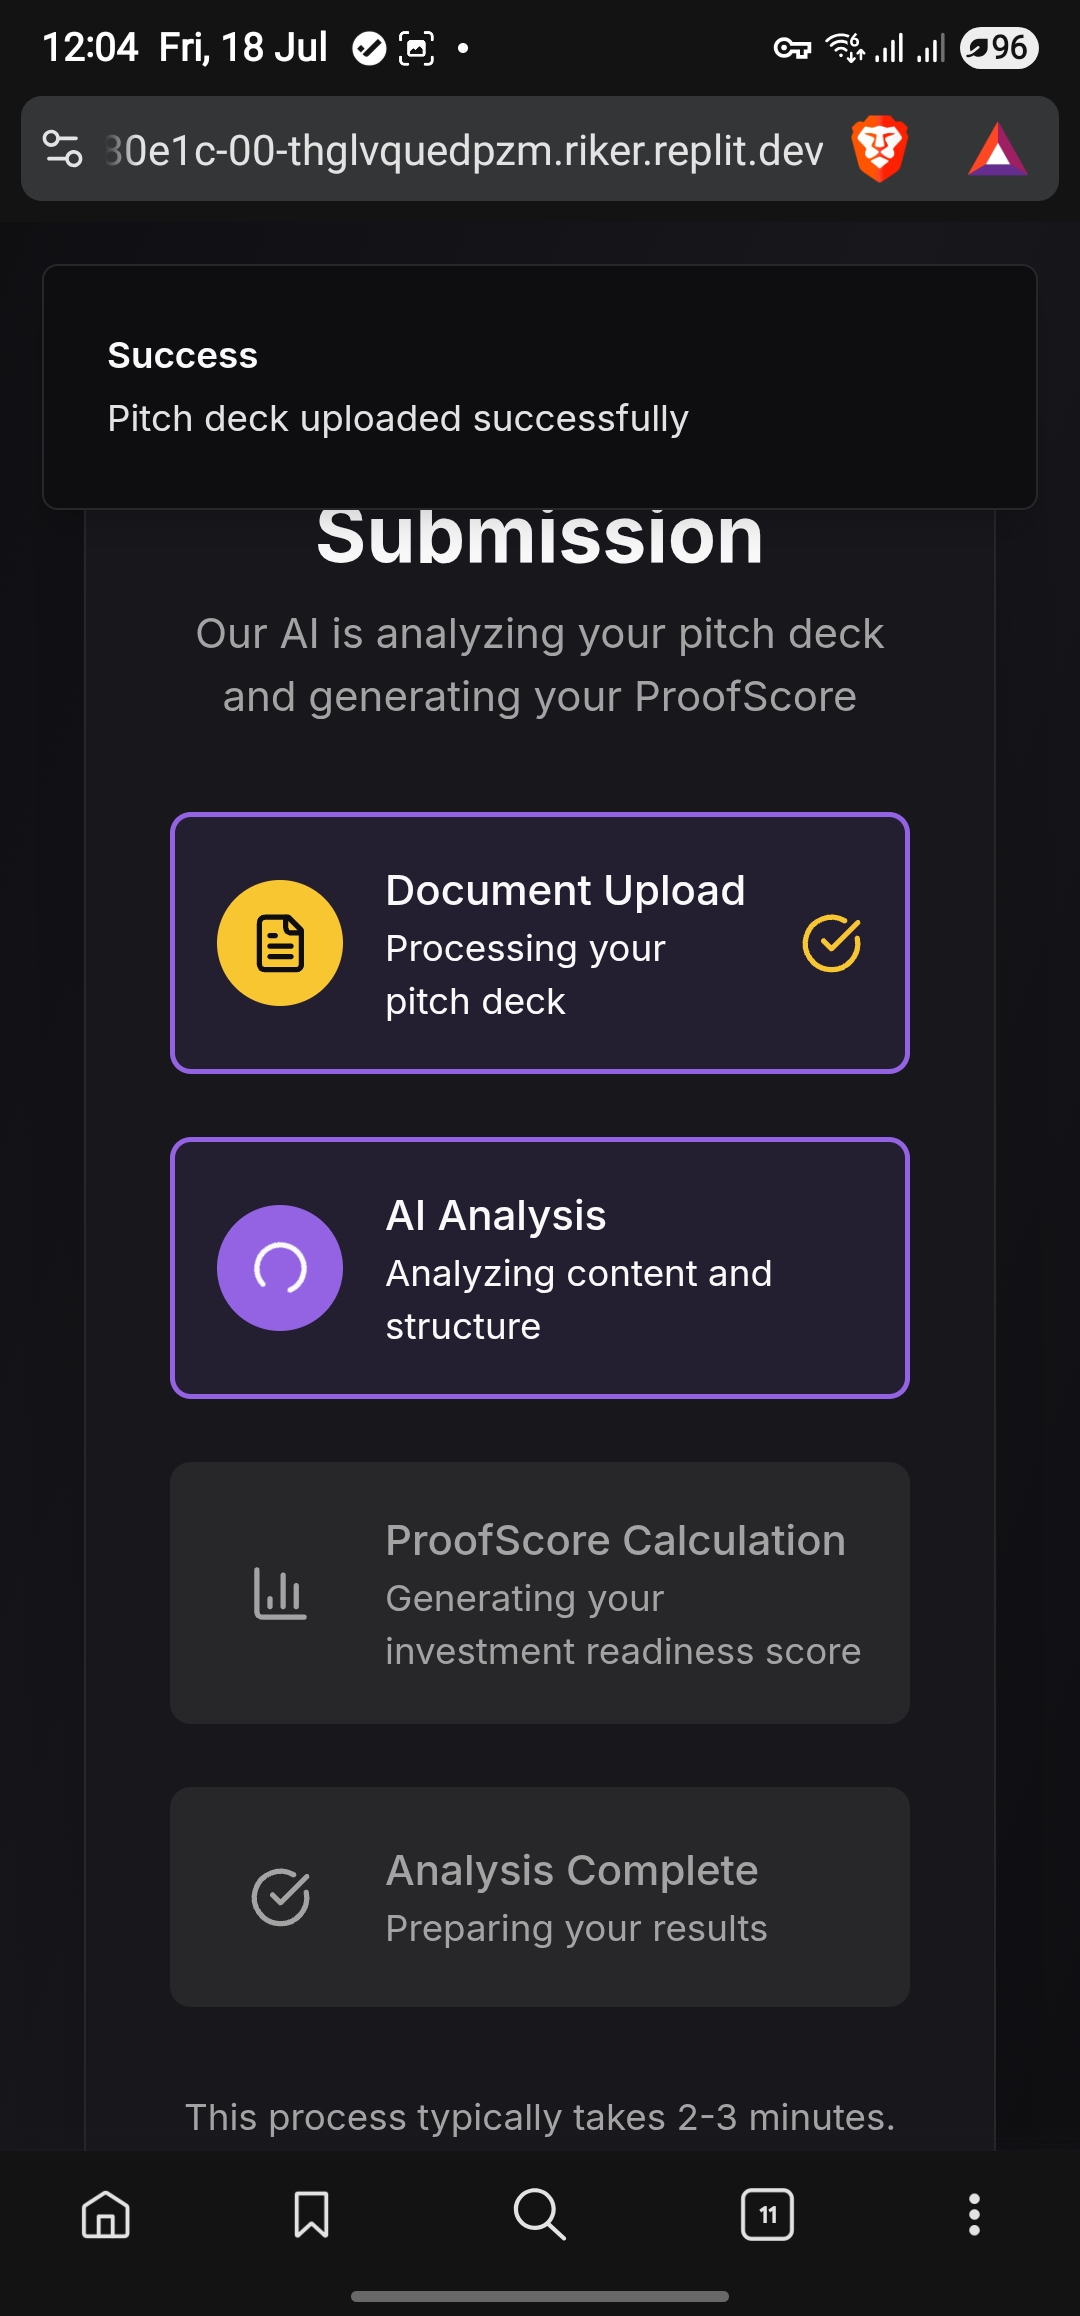 12:04 Fri, 18 Jul
96
30e1c-00-thglvquedpzm.riker.replit.dev
Success
Pitch deck uploaded successfully
Submission
Our AI is analyzing your pitch deck
and generating your ProofScore
Document Upload
Processing your
pitch deck
AI Analysis
Analyzing content and
structure
ProofScore Calculation
Generating your
investment readiness score
Analysis Complete
Preparing your results
This process typically takes 2-3 minutes.
11